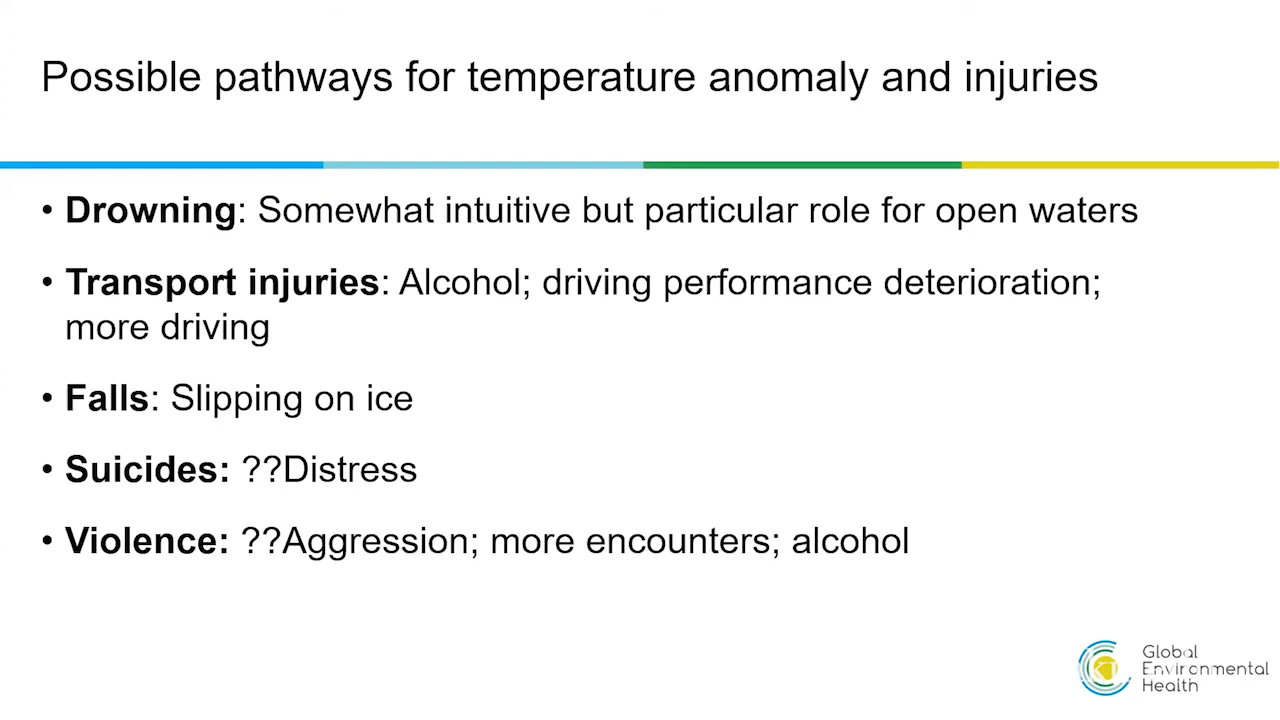 Possible pathways for temperature anomaly and injuries
• Drowning: Somewhat intuitive but particular role for open waters
• Transport injuries: Alcohol; driving performance deterioration;
more driving
• Falls: Slipping on ice
• Suicides: ??Distress
• Violence: ??Aggression; more encounters; alcohol
Global
Environmental
Health